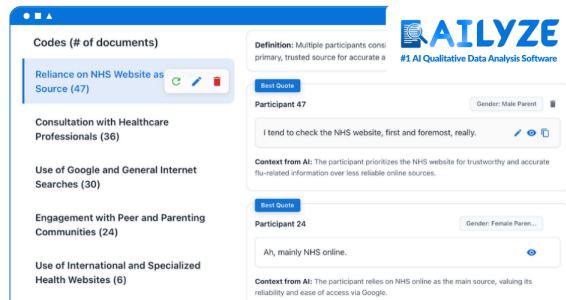 Codes (# of documents)
Reliance on NHS Website as
Source (47)
Consultation with Healthcare
Professionals (36)
Use of Google and General Internet
Searches (30)
Engagement with Peer and Parenting
Communities (24)
Use of International and Specialized
Health Websites (6)
AILYZE
#1 AI Qualitative Data Analysis Software
Definition: Multiple participants consi
primary, trusted source for accurate a
Best Quote
Participant 47
Gender: Male Parent
I tend to check the NHS website, first and foremost, really.
Context from AI: The participant prioritizes the NHS website for trustworthy and accurate
flu-related information over less reliable online sources.
Best Quote
Participant 24
Gender: Female Paren...
Ah, mainly NHS online.
Context from AI: The participant relies on NHS online as the main source, valuing its
reliability and ease of access via Google.